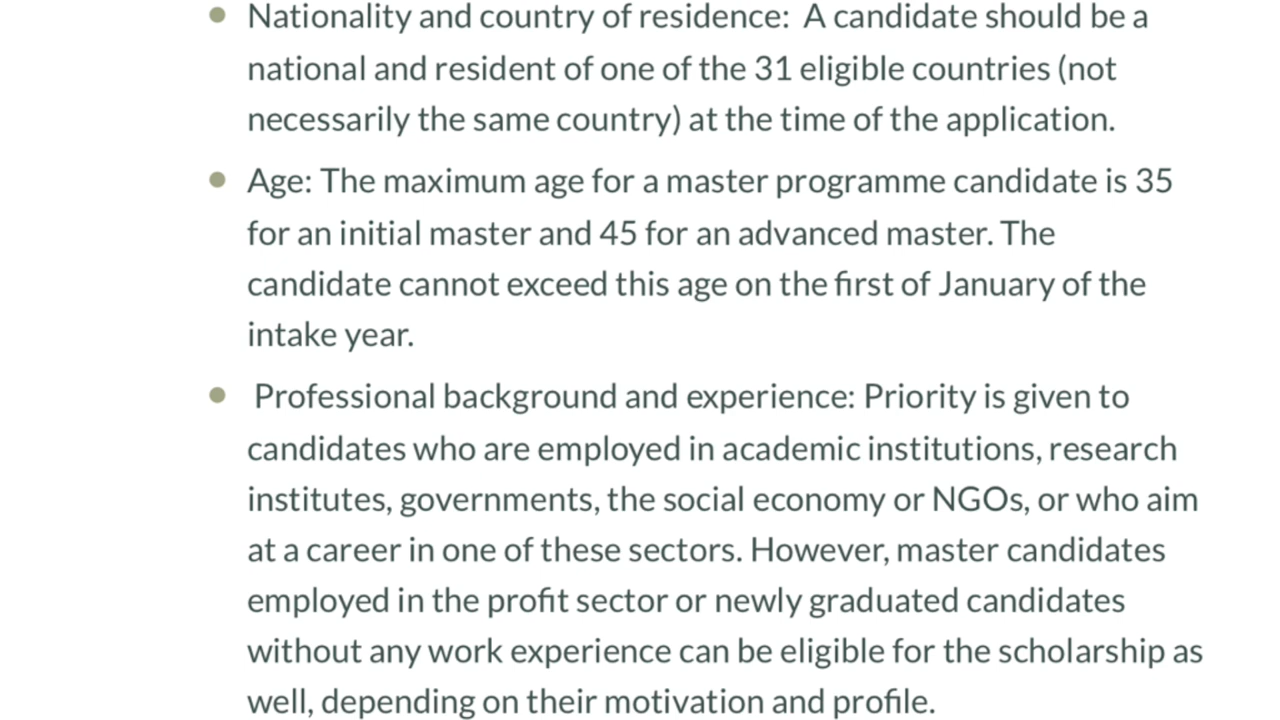 Nationality and country of residence:  A candidate should be a
national and resident of one of the 31 eligible countries (not
necessarily the same country) at the time of the application.
Age: The maximum age for a master programme candidate is 35
for an initial master and 45 for an advanced master. The
candidate cannot exceed this age on the first of January of the
intake year.
Professional background and experience: Priority is given to
candidates who are employed in academic institutions, research
institutes, governments, the social economy or NGOs, or who aim
at a career in one of these sectors. However, master candidates
employed in the profit sector or newly graduated candidates
without any work experience can be eligible for the scholarship as
well, depending on their motivation and profile.